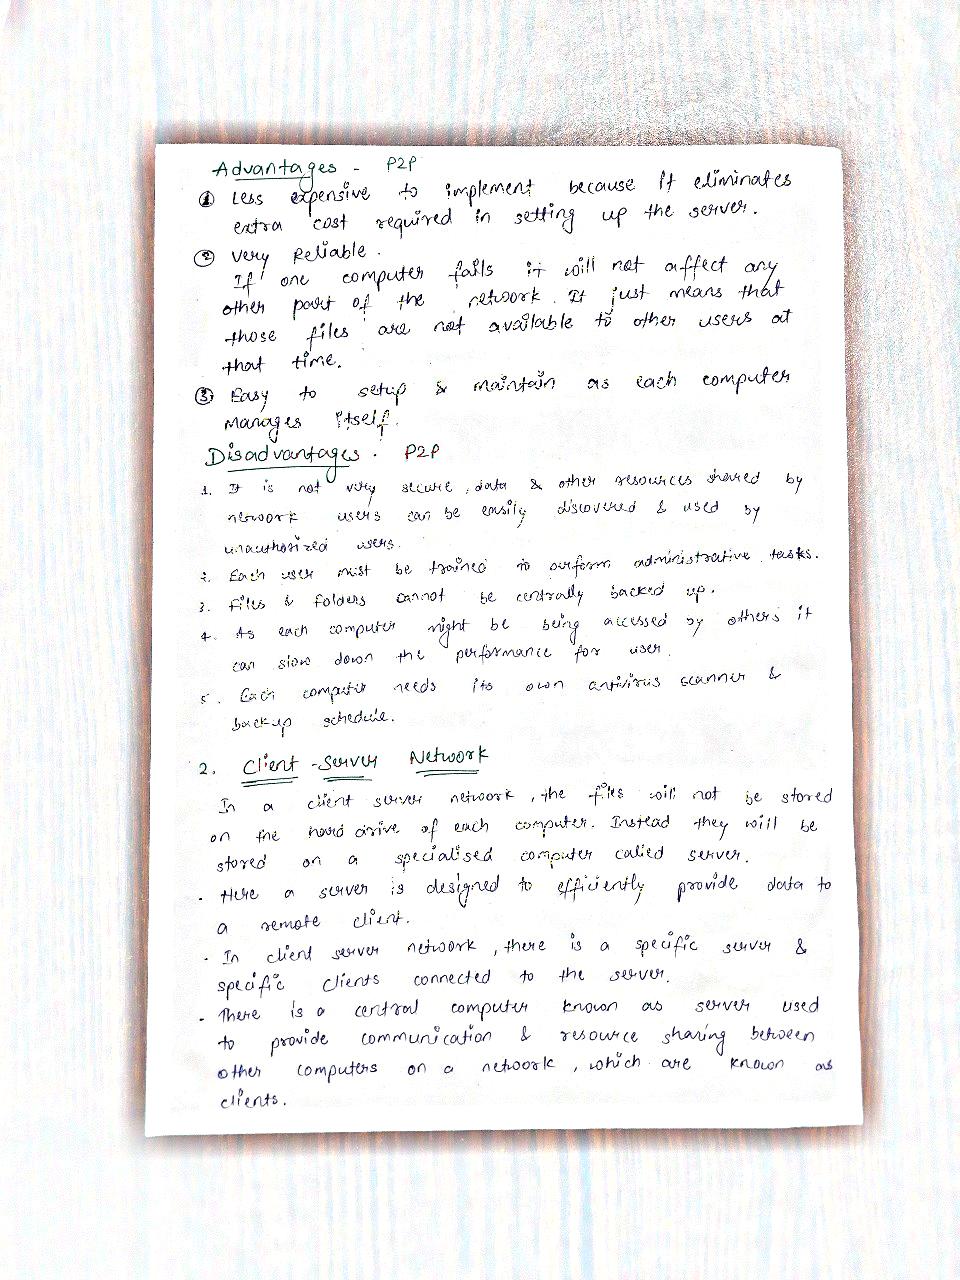 Advantages - P2P
① Less expensive to implement because it eliminates
extra cost required in setting up the server.
② Very Reliable.
If one computer fails it will not affect any
other part of the network. It just means that
those files are not available to other users at
that time.
③ Easy to setup & maintain as each computer
manages itself.
Disadvantages. P2P
1. It is not very secure, data & other resources shared by
network users can be easily discovered & used by
unauthorized users.
2. Each user must be trained to perform administrative tasks.
3. Files & Folders cannot be centrally backed up.
4. As each computer might be being accessed by others it
can slow down the performance for user.
5. Each computer needs its own antivirus scanner &
backup schedule.
2. Client-Server Network
In a client server network, the files will not be stored
on the hard drive of each computer. Instead they will be
stored on a specialised computer called server.
· Here a server is designed to efficiently provide data to
a remote client.
· In client server network, there is a specific server &
specific clients connected to the server.
· There is a central computer known as server used
to provide communication & resource sharing between
other computers on a network, which are known as
clients.